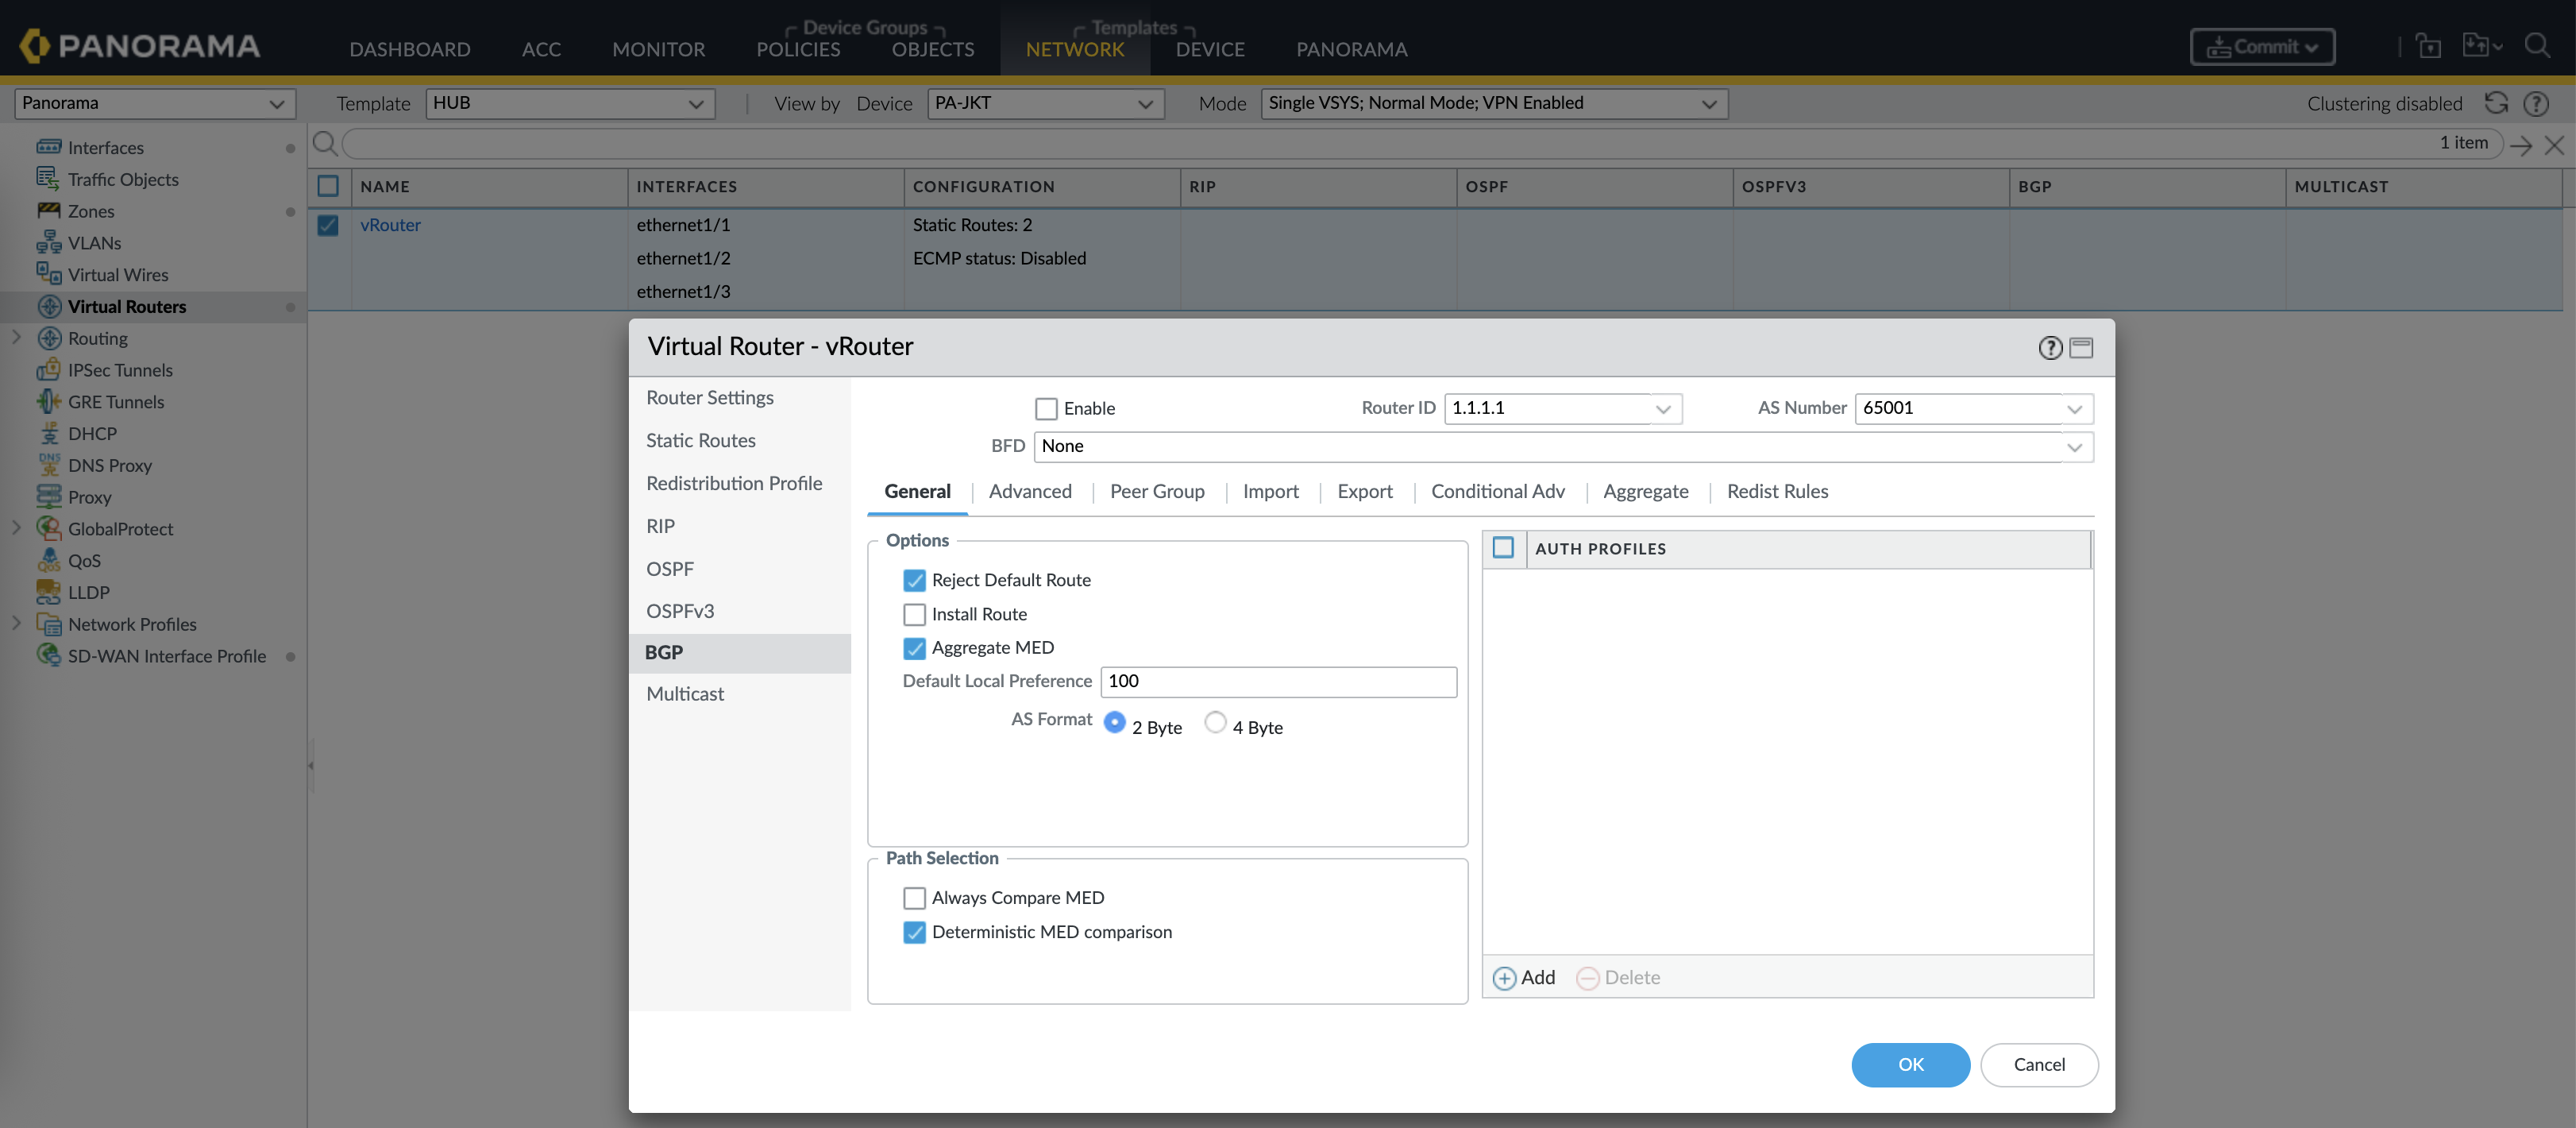 PANORAMA
DASHBOARD
ACC
MONITOR
Device Groups
POLICIES
OBJECTS
Templates
NETWORK
DEVICE
PANORAMA
Commit
Panorama
Template HUB
View by Device PA-JKT
Mode Single VSYS; Normal Mode; VPN Enabled
Clustering disabled
Interfaces
Traffic Objects
Zones
VLANs
Virtual Wires
Virtual Routers
Routing
IPSec Tunnels
GRE Tunnels
DHCP
DNS Proxy
Proxy
GlobalProtect
QoS
LLDP
Network Profiles
SD-WAN Interface Profile
1 item
NAME INTERFACES CONFIGURATION RIP OSPF OSPFV3 BGP MULTICAST
vRouter ethernet1/1 Static Routes: 2
ethernet1/2 ECMP status: Disabled
ethernet1/3
Virtual Router - vRouter
Router Settings
Static Routes
Redistribution Profile
RIP
OSPF
OSPFv3
BGP
Multicast
Enable Router ID 1.1.1.1 AS Number 65001
BFD None
General Advanced Peer Group Import Export Conditional Adv Aggregate Redist Rules
Options
Reject Default Route
Install Route
Aggregate MED
Default Local Preference 100
AS Format 2 Byte 4 Byte
Path Selection
Always Compare MED
Deterministic MED comparison
AUTH PROFILES
Add Delete
OK Cancel